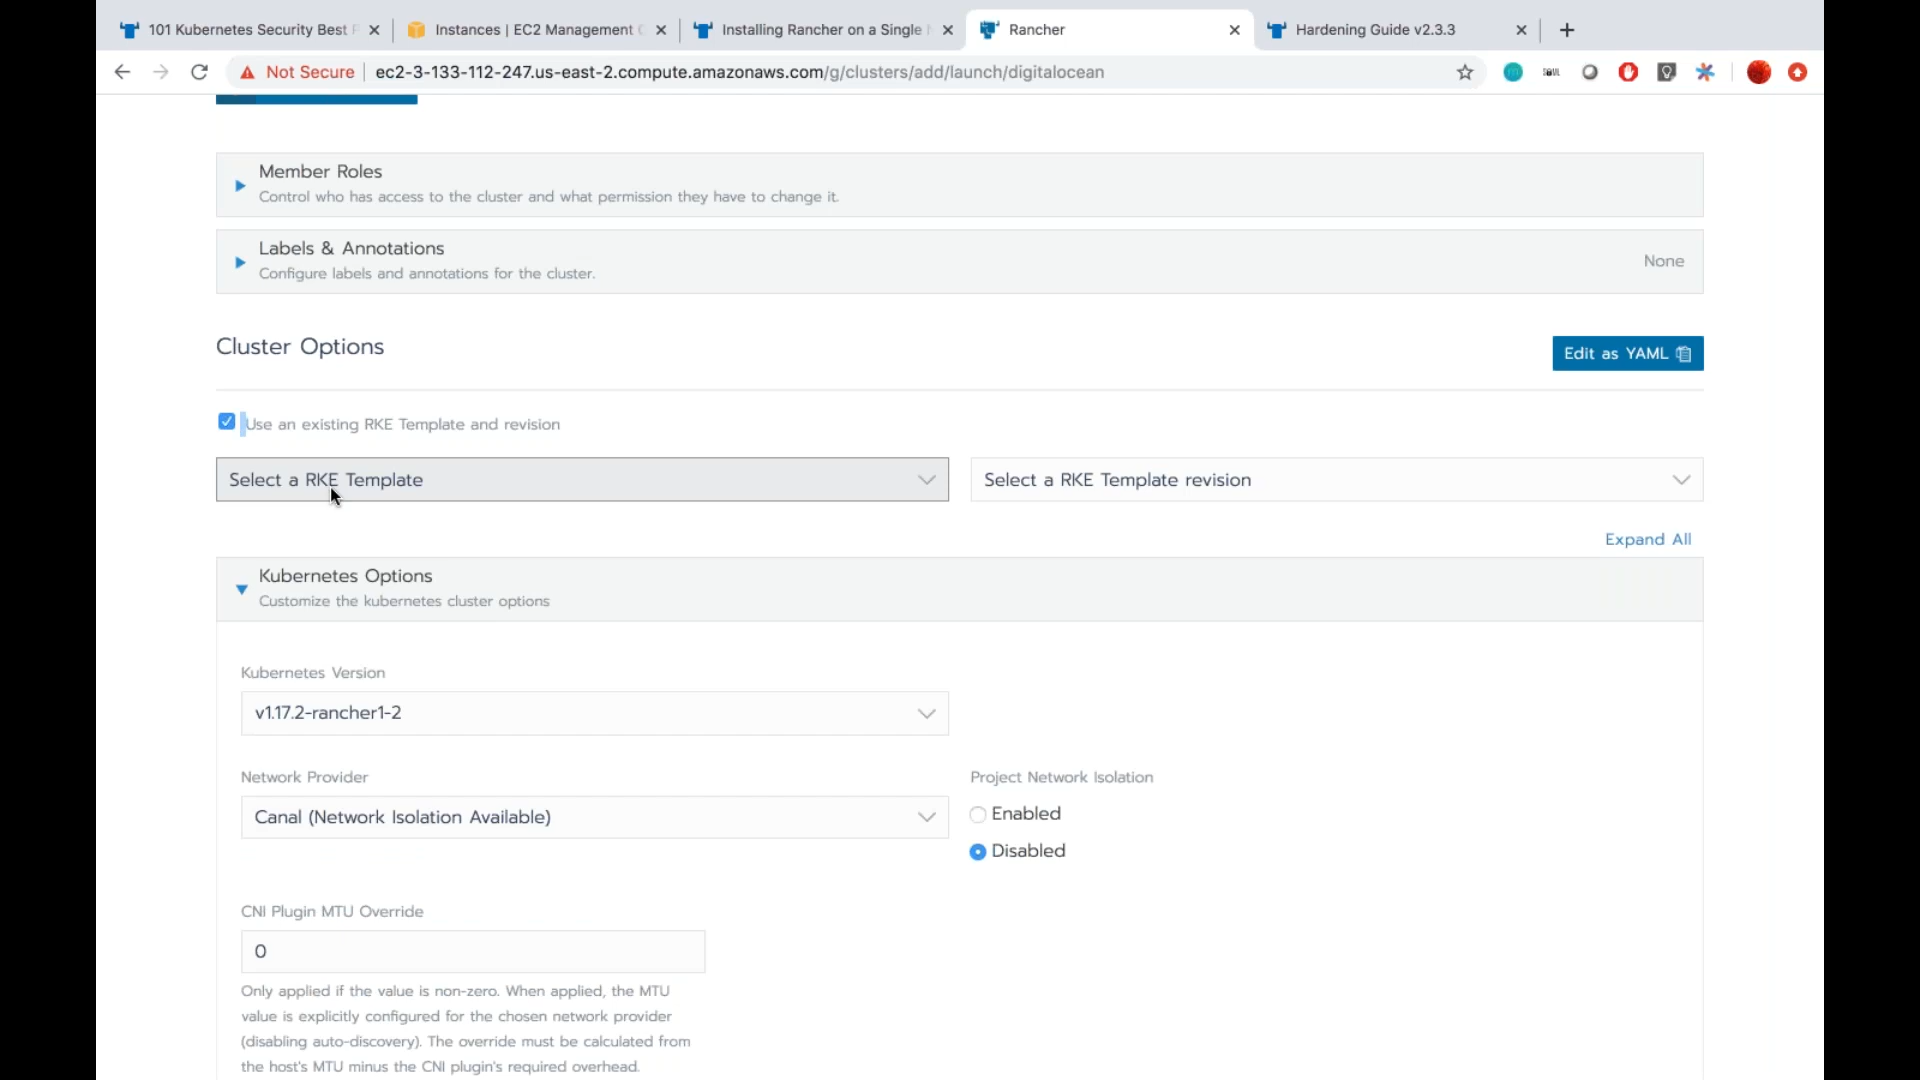 101 Kubernetes Security Best P
Instances | EC2 Management C
Installing Rancher on a Single N
Rancher
Hardening Guide v2.3.3
Not Secure
ec2-3-133-112-247.us-east-2.compute.amazonaws.com/g/clusters/add/launch/digitalocean
Member Roles
Control who has access to the cluster and what permission they have to change it.
Labels & Annotations
Configure labels and annotations for the cluster.
None
Cluster Options
Edit as YAML
Use an existing RKE Template and revision
Select a RKE Template
Select a RKE Template revision
Expand All
Kubernetes Options
Customize the kubernetes cluster options
Kubernetes Version
v1.17.2-rancher1-2
Network Provider
Project Network Isolation
Canal (Network Isolation Available)
Enabled
Disabled
CNI Plugin MTU Override
0
Only applied if the value is non-zero. When applied, the MTU
value is explicitly configured for the chosen network provider
(disabling auto-discovery). The override must be calculated from
the host's MTU minus the CNI plugin's required overhead.